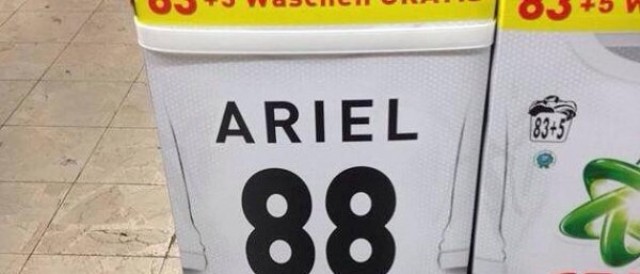 83 +5 Waschen GRATIS
83 +5 W
ARIEL
83+5
88